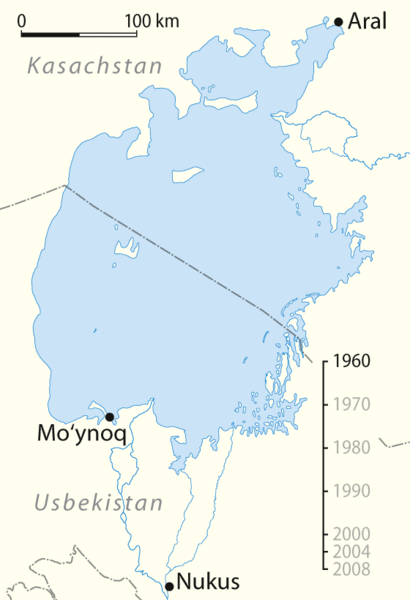 0 100 km
Aral
Kasachstan
1960
1970
Mo‘ynoq
1980
Usbekistan
1990
2000
2004
2008
Nukus